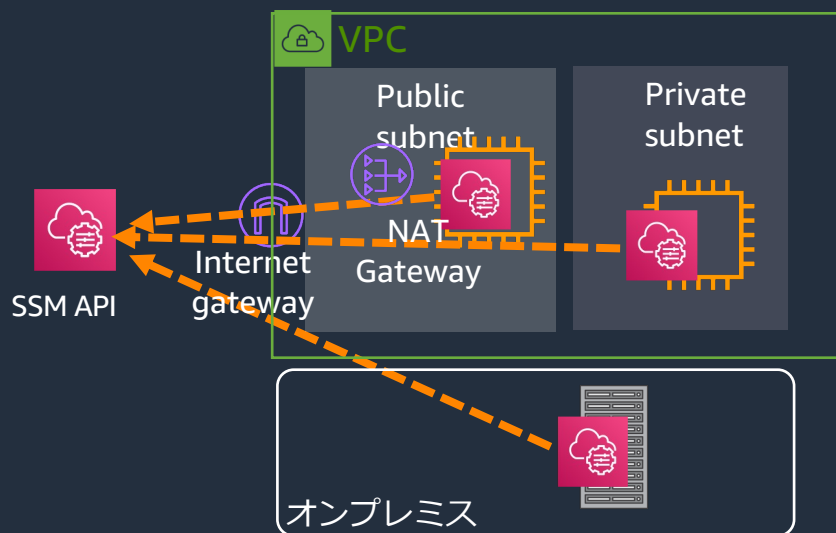 VPC
Public
subnet
Private
subnet
NAT
Gateway
Internet
gateway
SSM API
オンプレミス